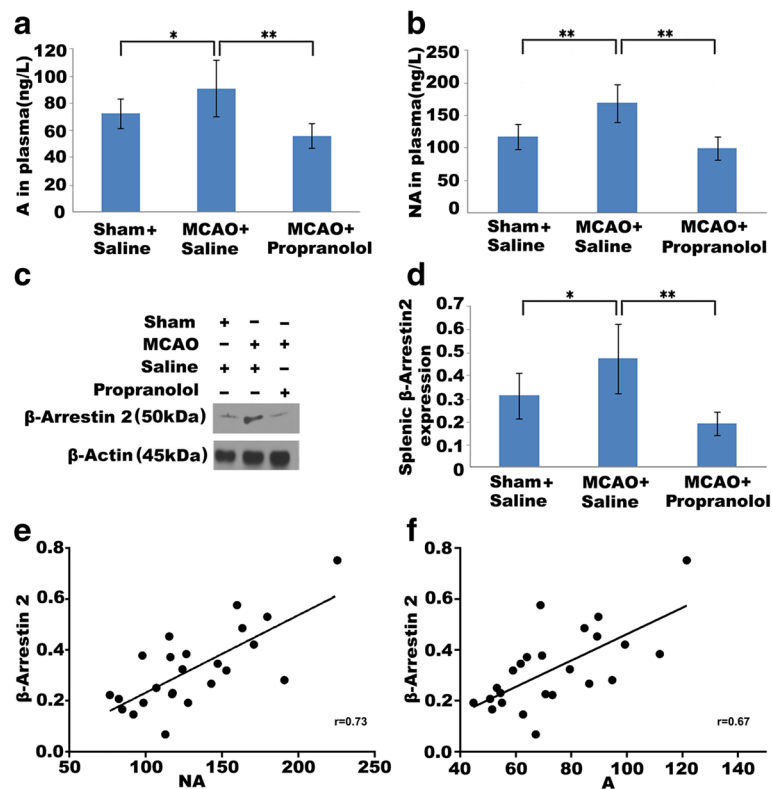 a
A in plasma(ng/L)
120
100
80
60
40
20
0
*
**
Sham+
Saline
MCAO+
Saline
MCAO+
Propranolol
b
NA in plasma(ng/L)
250
200
150
100
50
0
**
**
Sham+
Saline
MCAO+
Saline
MCAO+
Propranolol
c
Sham + − −
MCAO − + +
Saline + + −
Propranolol − − +
β-Arrestin 2 (50kDa)
β-Actin (45kDa)
d
Splenic β-Arrestin2
expression
0.7
0.6
0.5
0.4
0.3
0.2
0.1
0
*
**
Sham+
Saline
MCAO+
Saline
MCAO+
Propranolol
e
β-Arrestin 2
0.8
0.6
0.4
0.2
0.0
50 100 150 200 250
NA
r=0.73
f
β-Arrestin 2
0.8
0.6
0.4
0.2
0.0
40 60 80 100 120 140
A
r=0.67